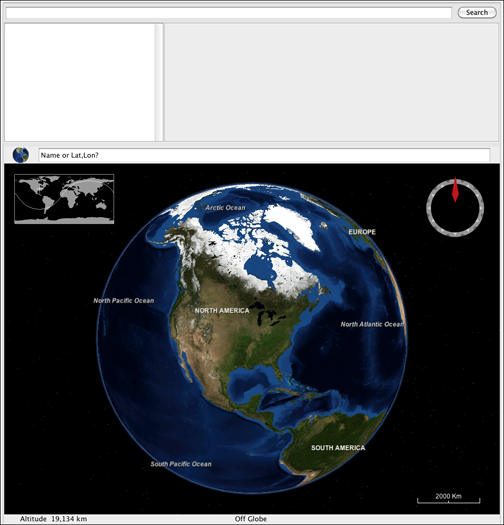 Search
Name or Lat,Lon?
Arctic Ocean
EUROPE
North Pacific Ocean
NORTH AMERICA
North Atlantic Ocean
SOUTH AMERICA
South Pacific Ocean
2000 Km
Altitude 19,134 km
Off Globe